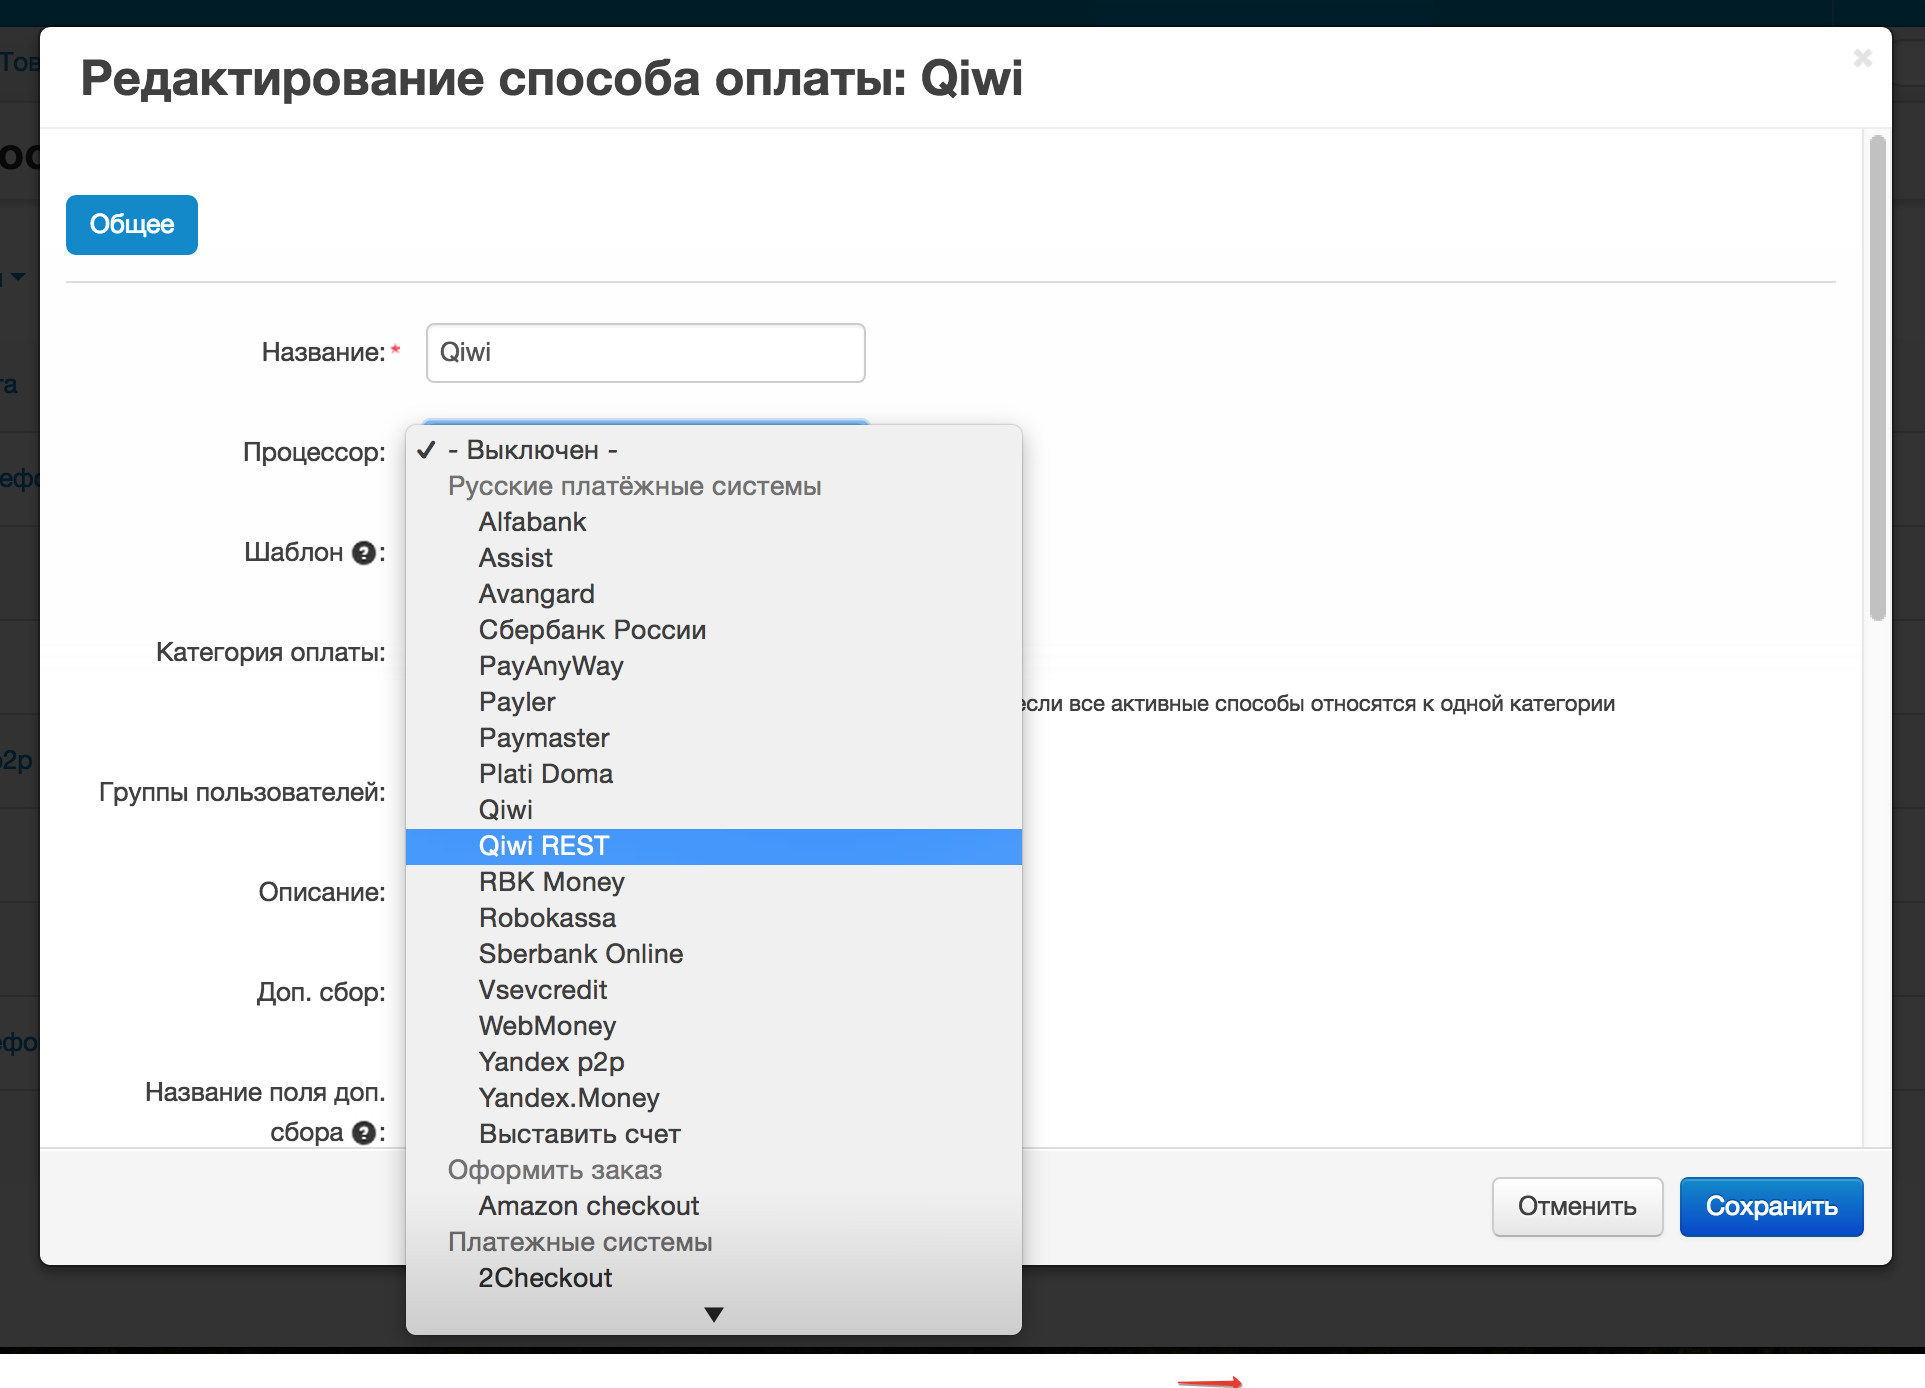 Редактирование способа оплаты: Qiwi
Общее
Название:*
Qiwi
Процессор:
✓ - Выключен -
Русские платёжные системы
Alfabank
Assist
Avangard
Сбербанк России
PayAnyWay
Payler
Paymaster
Plati Doma
Qiwi
Qiwi REST
RBK Money
Robokassa
Sberbank Online
Vsevcredit
WebMoney
Yandex p2p
Yandex.Money
Выставить счет
Оформить заказ
Amazon checkout
Платежные системы
2Checkout
Шаблон ?:
Категория оплаты:
если все активные способы относятся к одной категории
Группы пользователей:
Описание:
Доп. сбор:
Название поля доп.
сбора ?:
Отменить
Сохранить